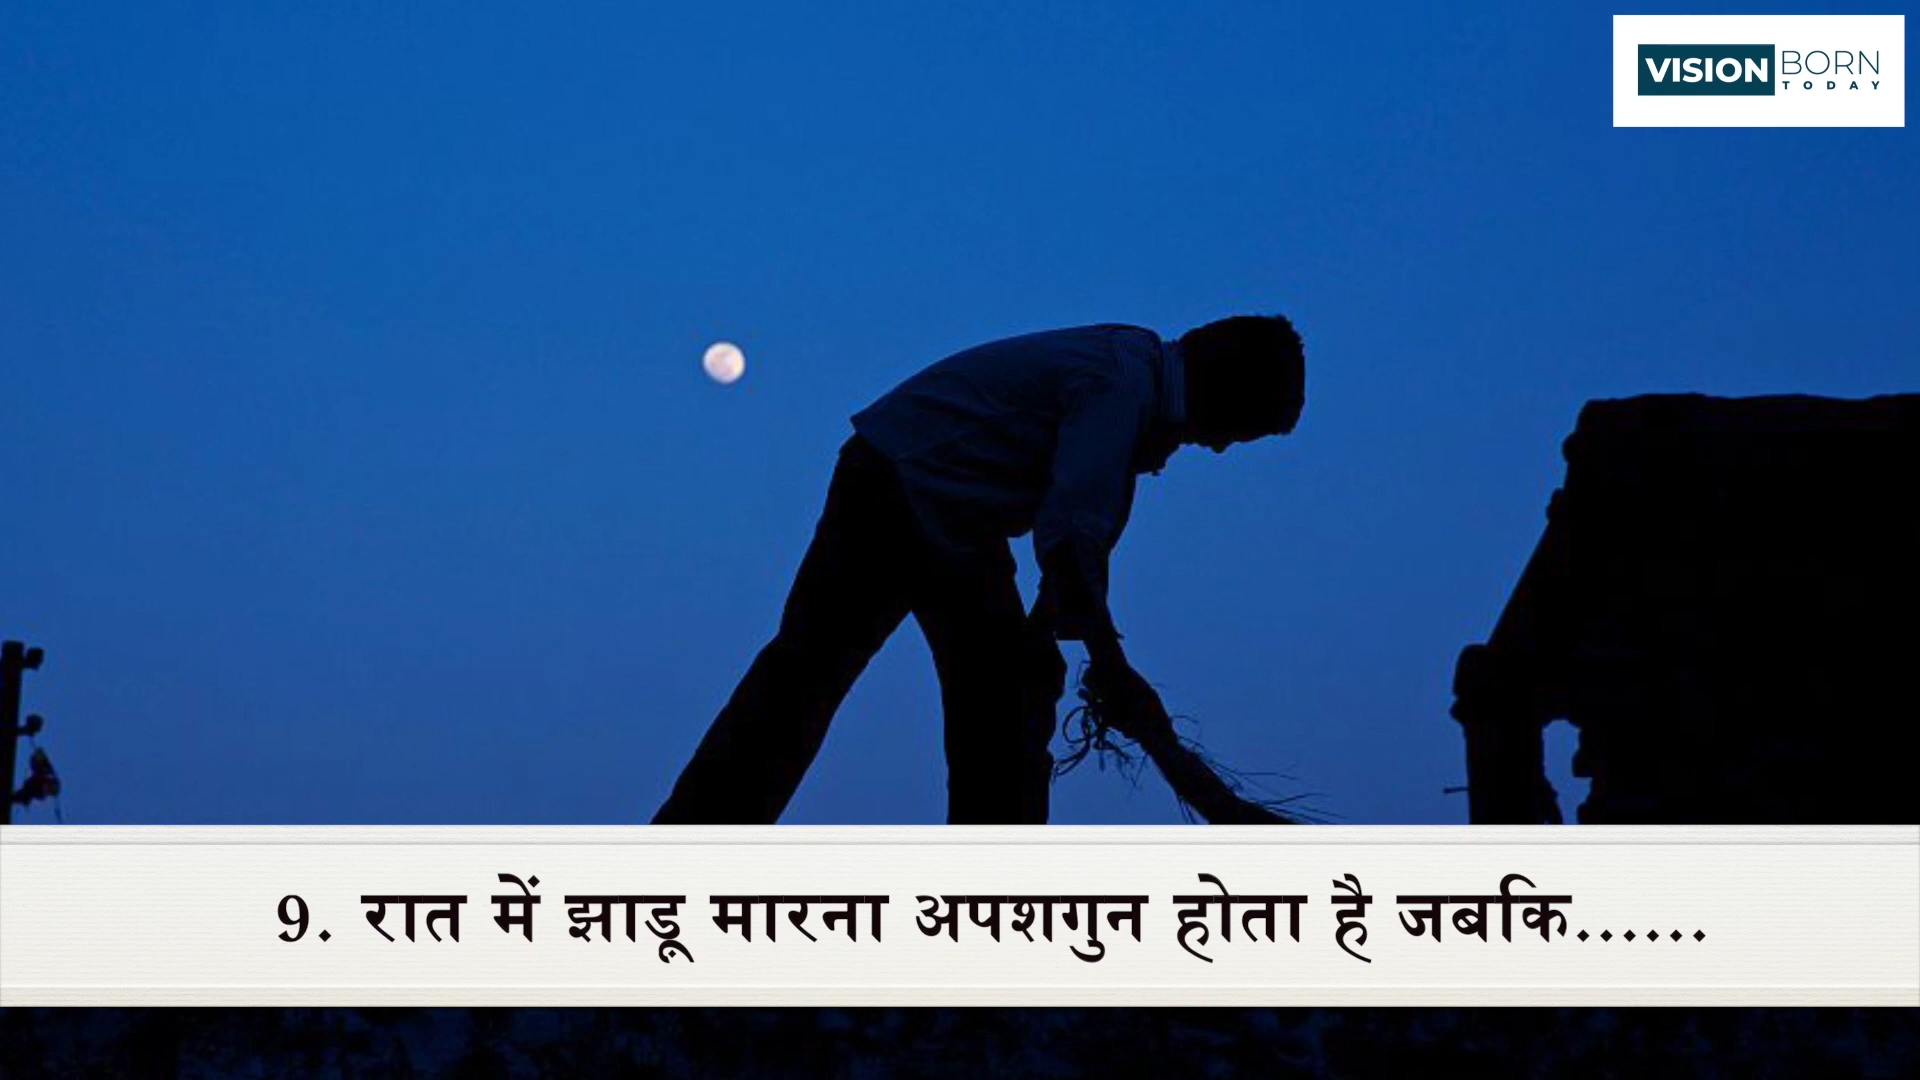 VISION BORN
TODAY
9. रात में झाडू मारना अपशगुन होता है जबकि......